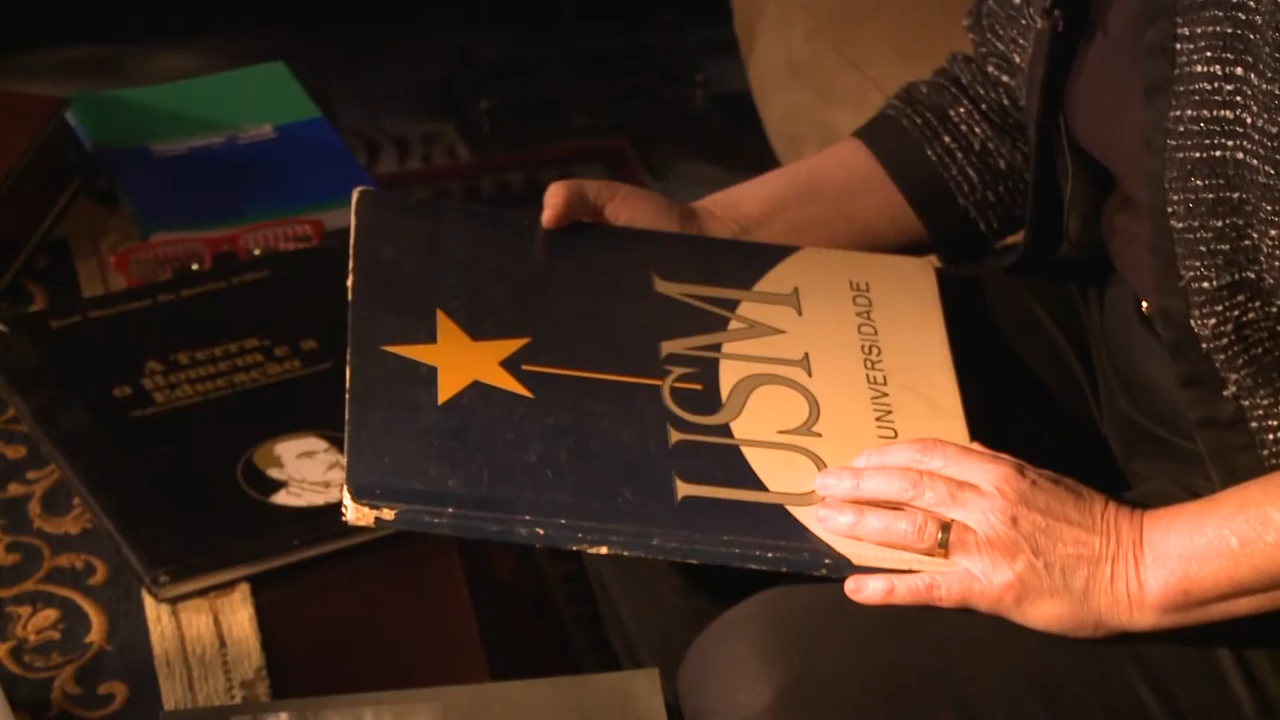 USM
UNIVERSIDADE
A Terra,
o Homem e a
Educação